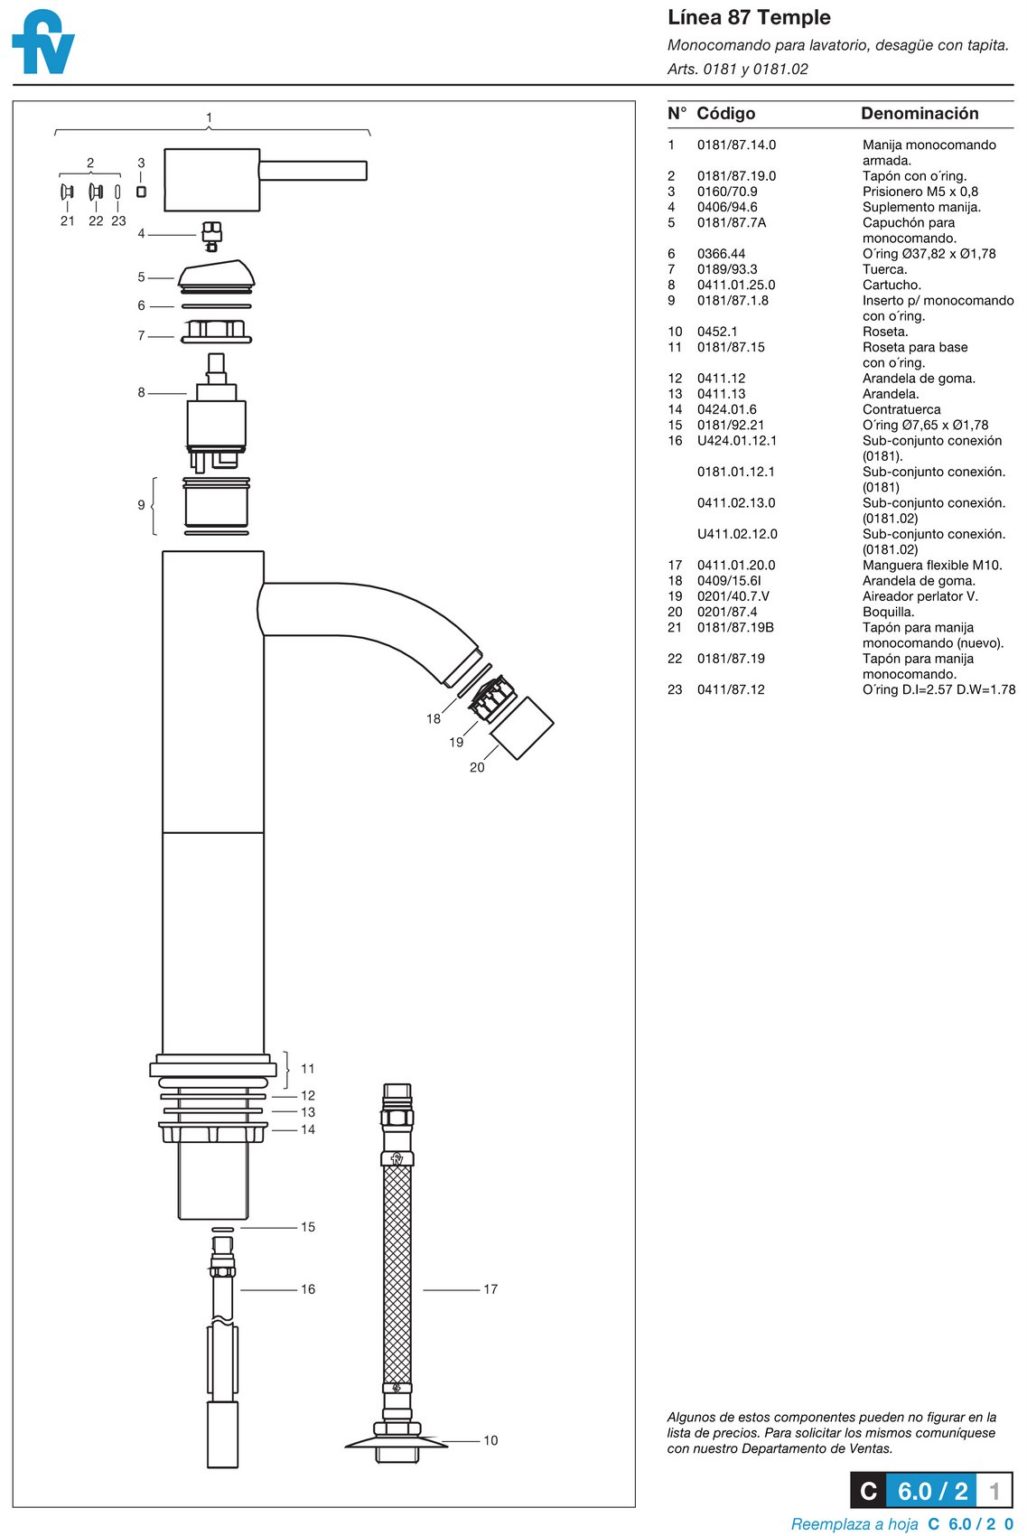 fv
Línea 87 Temple
Monocomando para lavatorio, desagüe con tapita.
Arts. 0181 y 0181.02
1
2
3
21 22 23
4
5
6
7
8
9
18
19
20
11
12
13
14
fv
15
16
17
10
N° Código Denominación
1 0181/87.14.0 Manija monocomando
armada.
2 0181/87.19.0 Tapón con o´ring.
3 0160/70.9 Prisionero M5 x 0,8
4 0406/94.6 Suplemento manija.
5 0181/87.7A Capuchón para
monocomando.
6 0366.44 O´ring Ø37,82 x Ø1,78
7 0189/93.3 Tuerca.
8 0411.01.25.0 Cartucho.
9 0181/87.1.8 Inserto p/ monocomando
con o´ring.
10 0452.1 Roseta.
11 0181/87.15 Roseta para base
con o´ring.
12 0411.12 Arandela de goma.
13 0411.13 Arandela.
14 0424.01.6 Contratuerca
15 0181/92.21 O´ring Ø7,65 x Ø1,78
16 U424.01.12.1 Sub-conjunto conexión
(0181).
0181.01.12.1 Sub-conjunto conexión.
(0181)
0411.02.13.0 Sub-conjunto conexión.
(0181.02)
U411.02.12.0 Sub-conjunto conexión.
(0181.02)
17 0411.01.20.0 Manguera flexible M10.
18 0409/15.6I Arandela de goma.
19 0201/40.7.V Aireador perlator V.
20 0201/87.4 Boquilla.
21 0181/87.19B Tapón para manija
monocomando (nuevo).
22 0181/87.19 Tapón para manija
monocomando.
23 0411/87.12 O´ring D.I=2.57 D.W=1.78
Algunos de estos componentes pueden no figurar en la
lista de precios. Para solicitar los mismos comuníquese
con nuestro Departamento de Ventas.
C 6.0 / 2 1
Reemplaza a hoja C 6.0 / 2 0